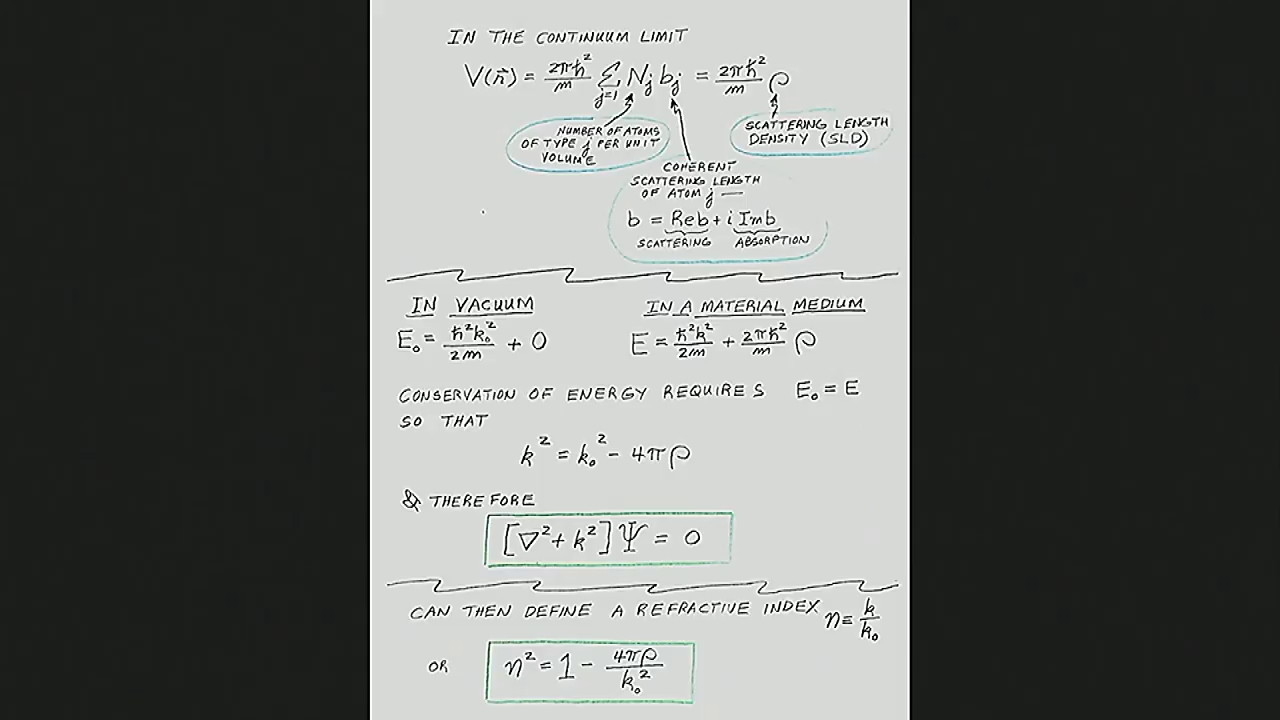 IN THE CONTINUUM LIMIT
V(r⃗) = 2πℏ²/m Σ_{j=1} N_j b_j = 2πℏ²/m ρ
NUMBER OF ATOMS
OF TYPE j PER UNIT
VOLUME
SCATTERING LENGTH
DENSITY (SLD)
COHERENT
SCATTERING LENGTH
OF ATOM j —
b = Re b + i Im b
SCATTERING ABSORPTION
IN VACUUM
E₀ = ℏ²k₀²/2m + 0
IN A MATERIAL MEDIUM
E = ℏ²k²/2m + 2πℏ²/m ρ
CONSERVATION OF ENERGY REQUIRES E₀ = E
SO THAT
k² = k₀² - 4πρ
& THEREFORE
[∇² + k²] Ψ = 0
CAN THEN DEFINE A REFRACTIVE INDEX n ≡ k/k₀
OR n² = 1 - 4πρ/k₀²